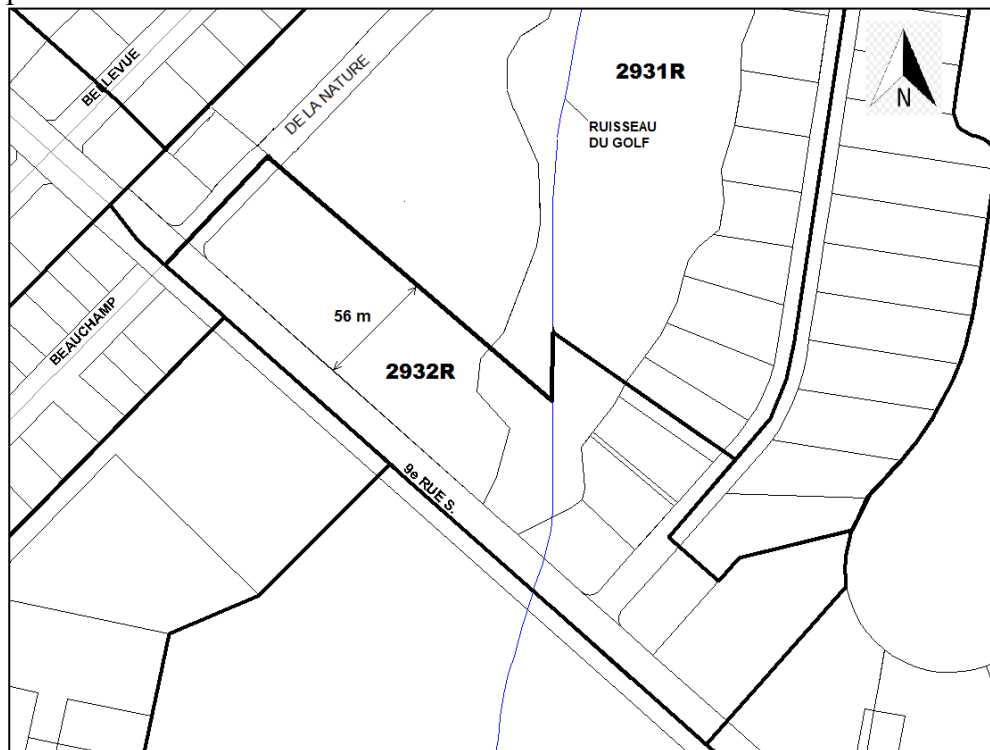 BELLEVUE
DE LA NATURE
2931R
N
RUISSEAU
DU GOLF
56 m
BEAUCHAMP
2932R
9e RUE S.